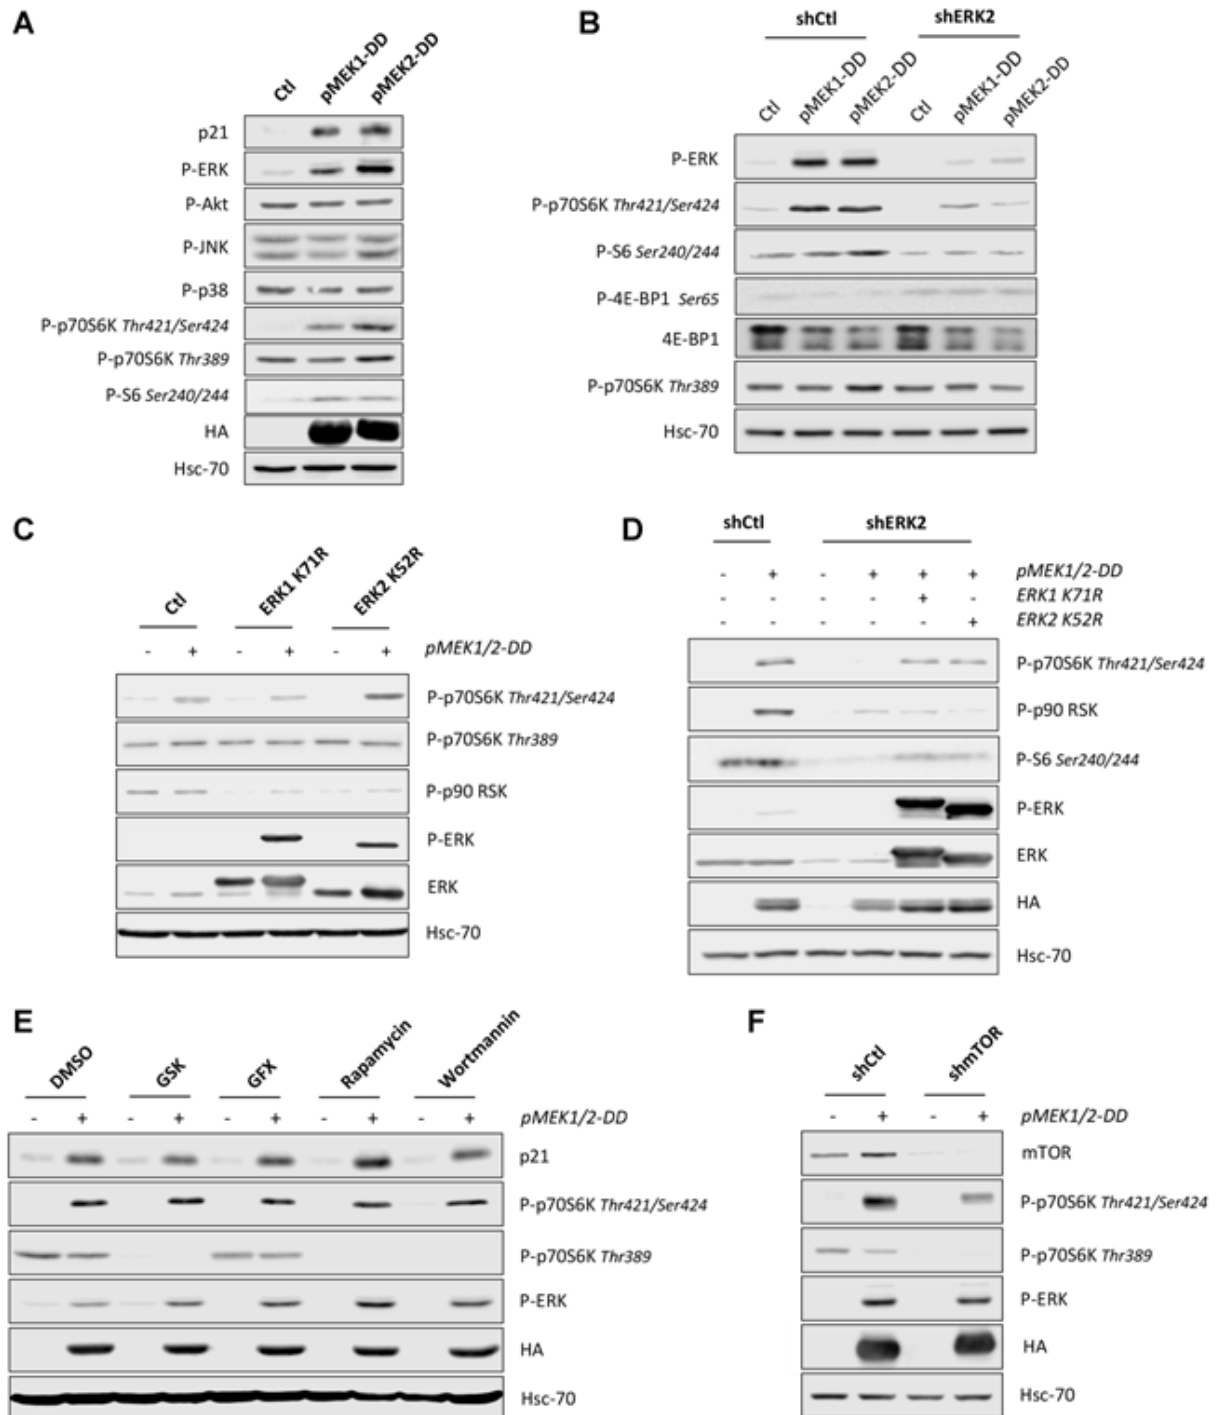 A
Ctl pMEK1-DD pMEK2-DD
p21
P-ERK
P-Akt
P-JNK
P-p38
P-p70S6K Thr421/Ser424
P-p70S6K Thr389
P-S6 Ser240/244
HA
Hsc-70
B
shCtl shERK2
Ctl pMEK1-DD pMEK2-DD Ctl pMEK1-DD pMEK2-DD
P-ERK
P-p70S6K Thr421/Ser424
P-S6 Ser240/244
P-4E-BP1 Ser65
4E-BP1
P-p70S6K Thr389
Hsc-70
C
Ctl ERK1 K71R ERK2 K52R
- + - + - + pMEK1/2-DD
P-p70S6K Thr421/Ser424
P-p70S6K Thr389
P-p90 RSK
P-ERK
ERK
Hsc-70
D
shCtl shERK2
- + - + + + pMEK1/2-DD
- - - - + - ERK1 K71R
- - - - - + ERK2 K52R
P-p70S6K Thr421/Ser424
P-p90 RSK
P-S6 Ser240/244
P-ERK
ERK
HA
Hsc-70
E
DMSO GSK GFX Rapamycin Wortmannin
- + - + - + - + - + pMEK1/2-DD
p21
P-p70S6K Thr421/Ser424
P-p70S6K Thr389
P-ERK
HA
Hsc-70
F
shCtl shmTOR
- + - + pMEK1/2-DD
mTOR
P-p70S6K Thr421/Ser424
P-p70S6K Thr389
P-ERK
HA
Hsc-70